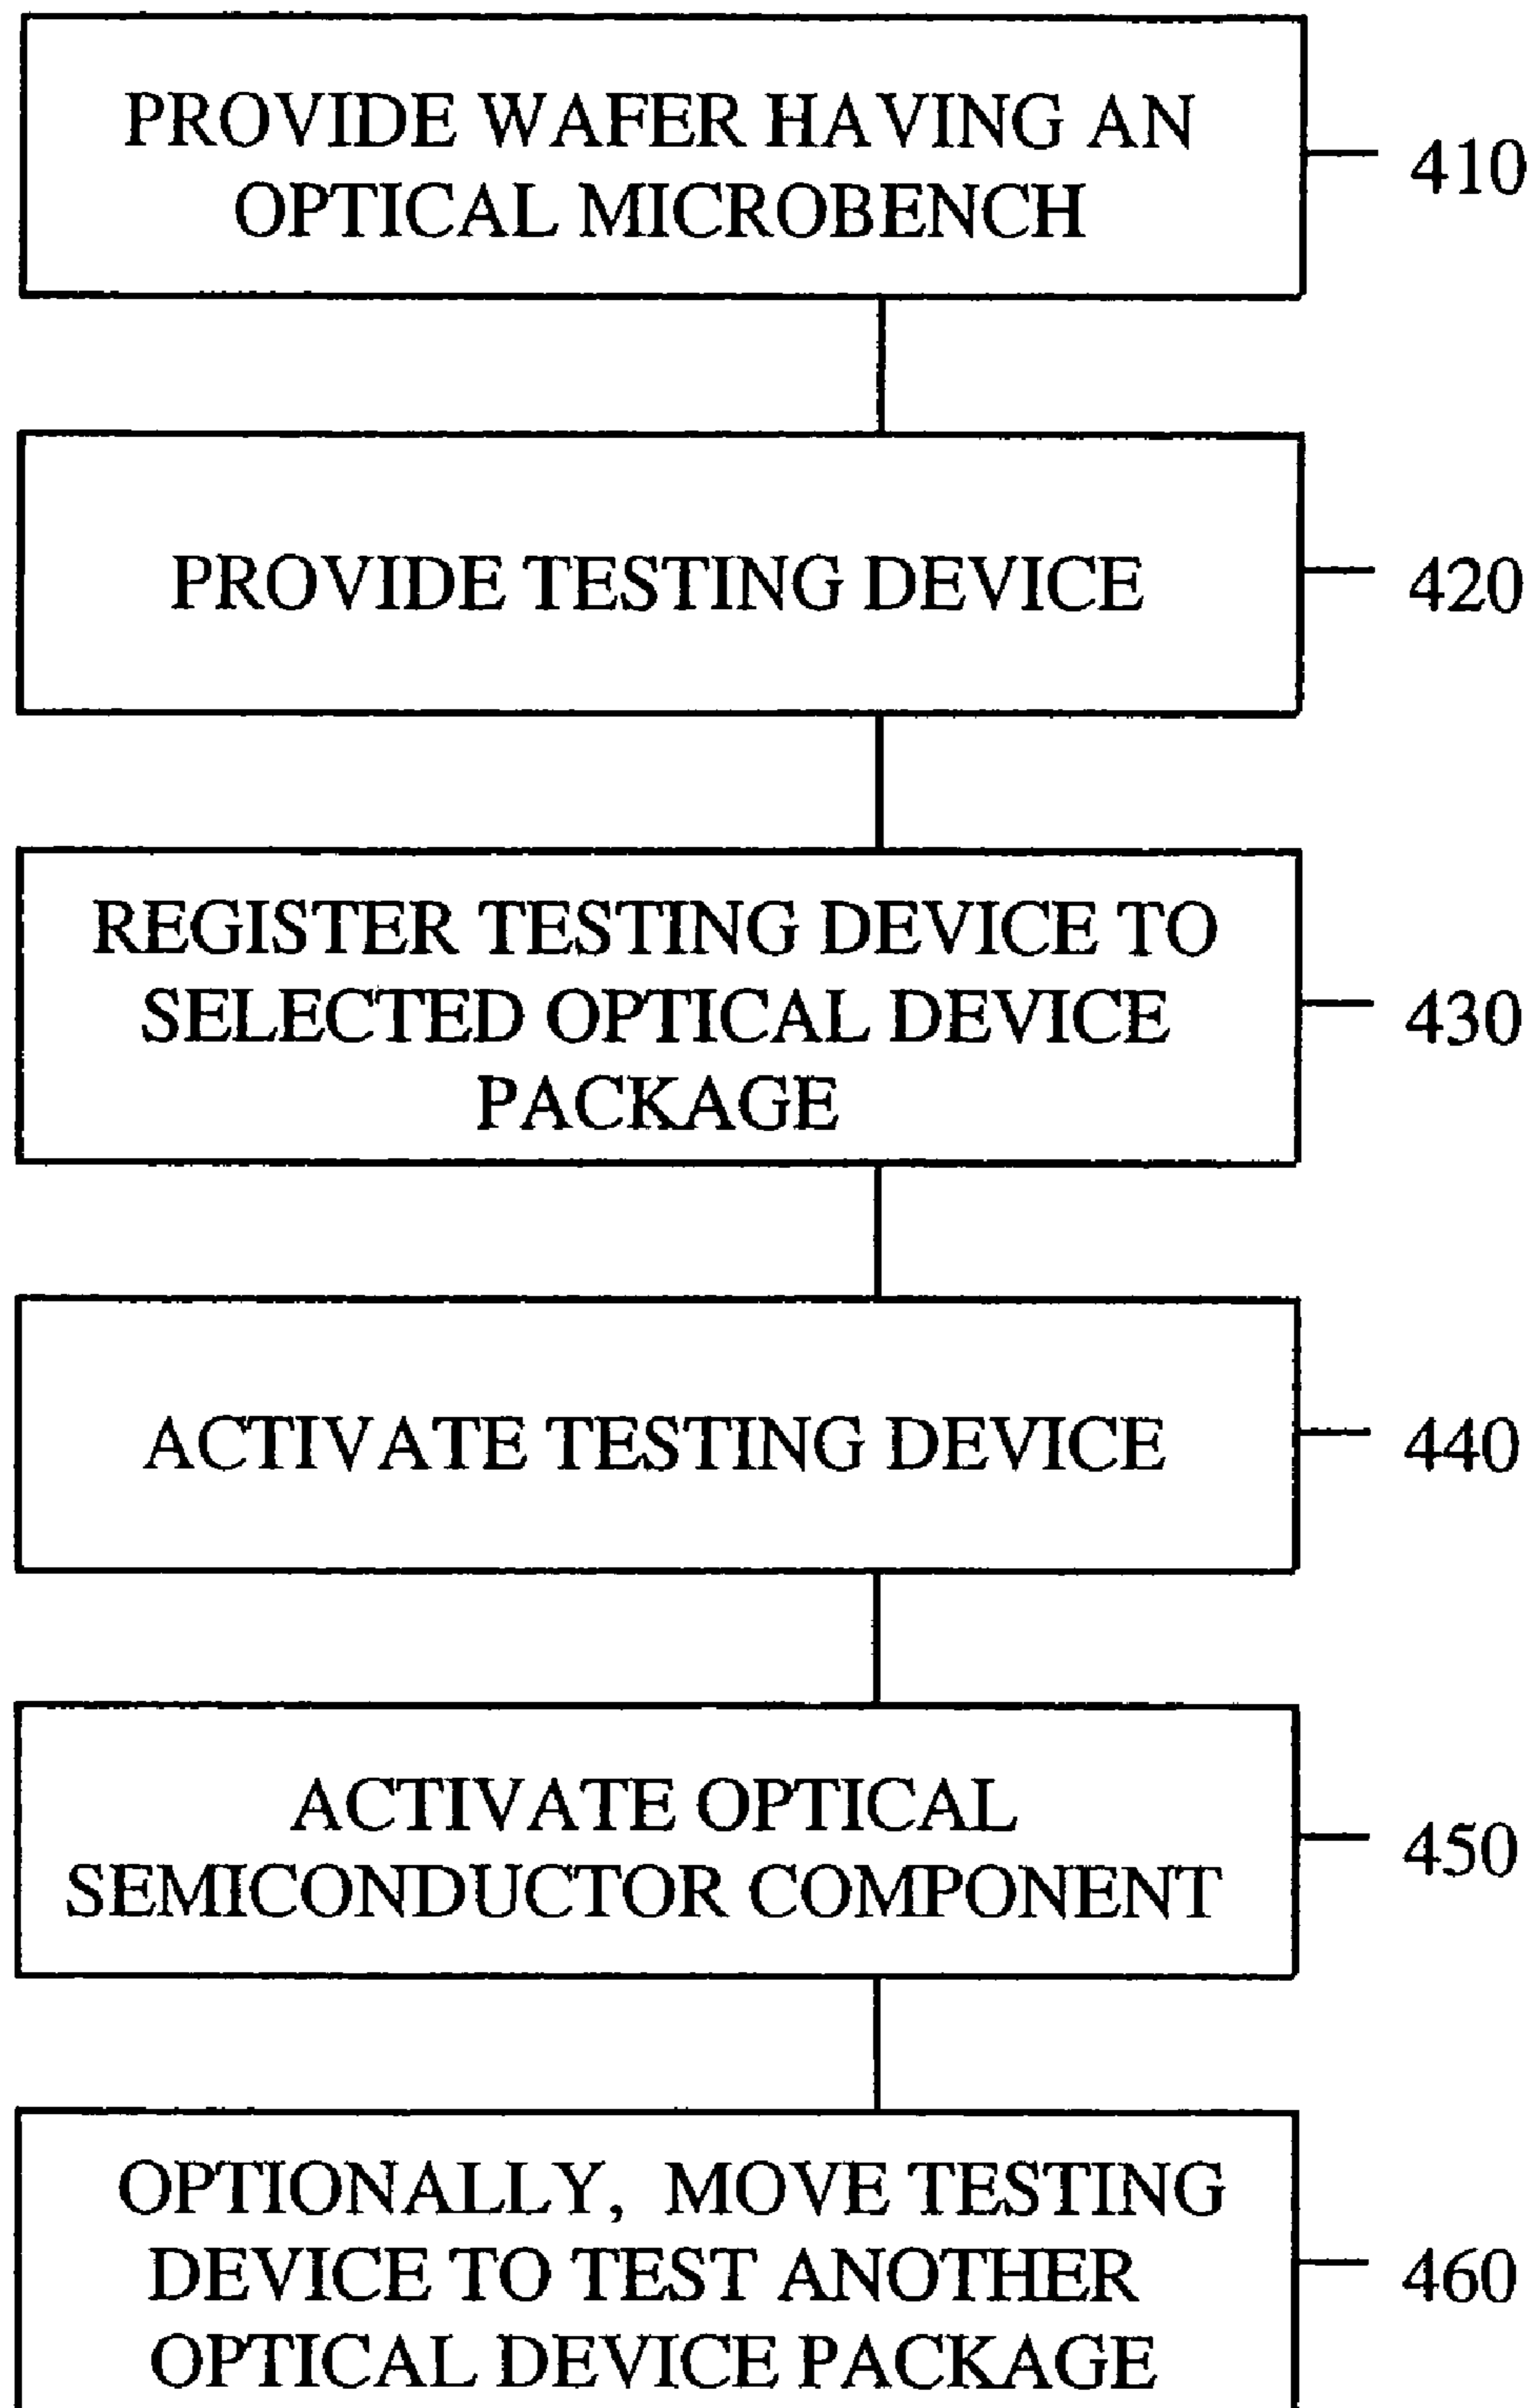 PROVIDE WAFER HAVING AN
OPTICAL MICROBENCH
410
PROVIDE TESTING DEVICE
420
REGISTER TESTING DEVICE TO
SELECTED OPTICAL DEVICE
PACKAGE
430
ACTIVATE TESTING DEVICE
440
ACTIVATE OPTICAL
SEMICONDUCTOR COMPONENT
450
OPTIONALLY, MOVE TESTING
DEVICE TO TEST ANOTHER
OPTICAL DEVICE PACKAGE
460